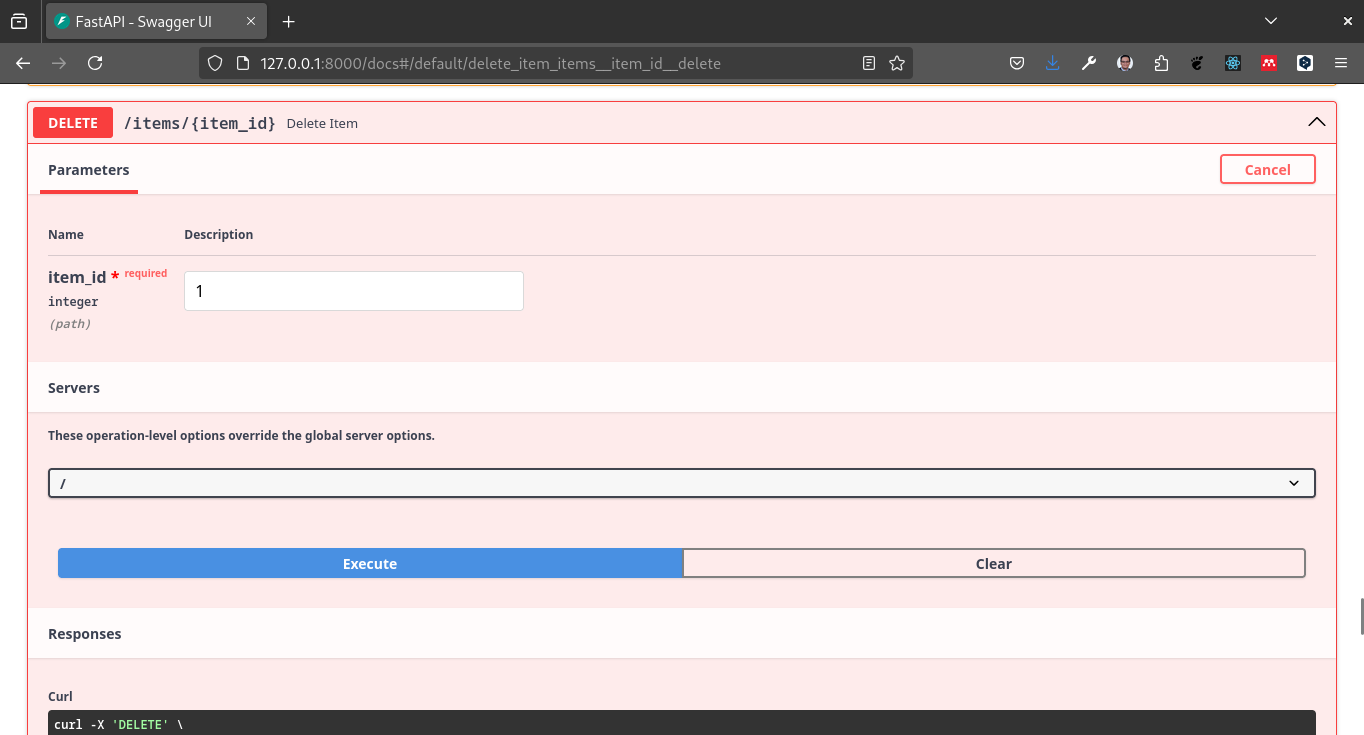 FastAPI - Swagger UI
127.0.0.1:8000/docs#/default/delete_item_items__item_id__delete
DELETE /items/{item_id} Delete Item
Parameters Cancel
Name Description
item_id * required 1
integer
(path)
Servers
These operation-level options override the global server options.
/
Execute Clear
Responses
Curl
curl -X 'DELETE' \